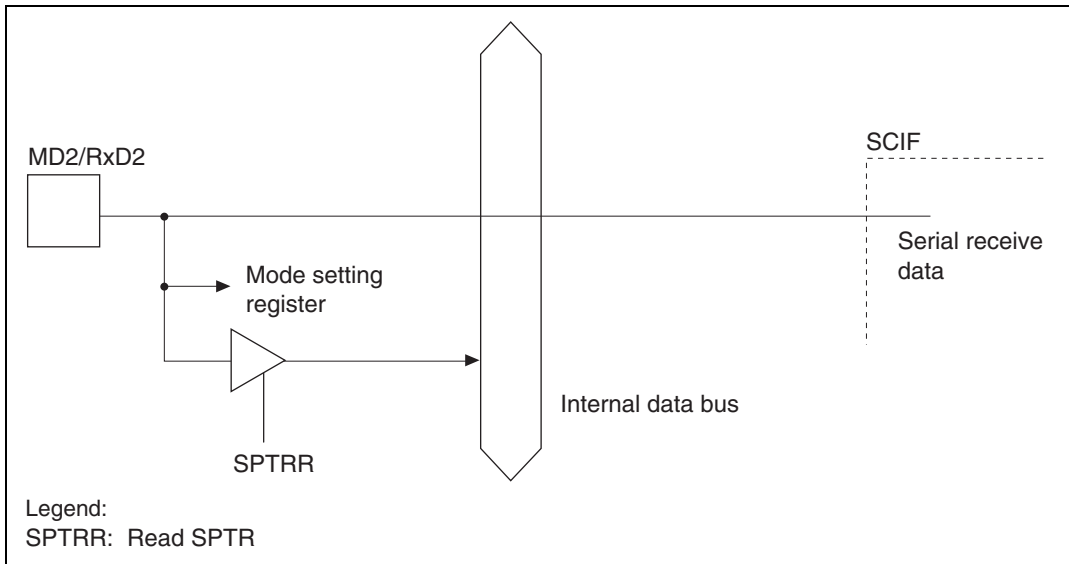 SCIF
MD2/RxD2
Serial receive
data
Mode setting
register
Internal data bus
SPTRR
Legend:
SPTRR: Read SPTR